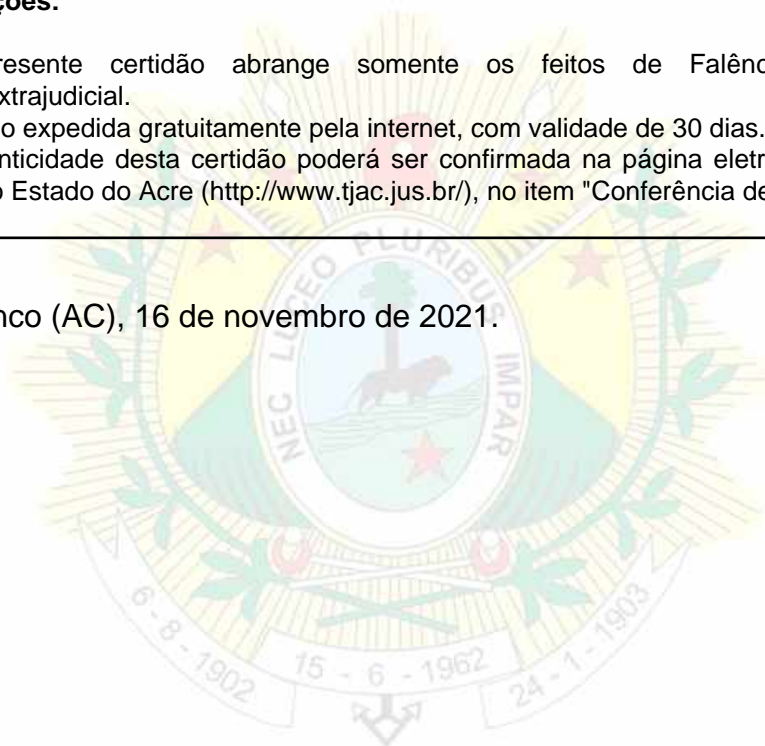 ções.
resente certidão abrange somente os feitos de Falênc
xtrajudicial.
o expedida gratuitamente pela internet, com validade de 30 dias.
nticidade desta certidão poderá ser confirmada na página eletr
o Estado do Acre (http://www.tjac.jus.br/), no item "Conferência de
nco (AC), 16 de novembro de 2021.
NEC LUCEO PLURIBUS IMPAR
6 - 8 - 1902
15 - 6 - 1962
24 - 1 - 1903